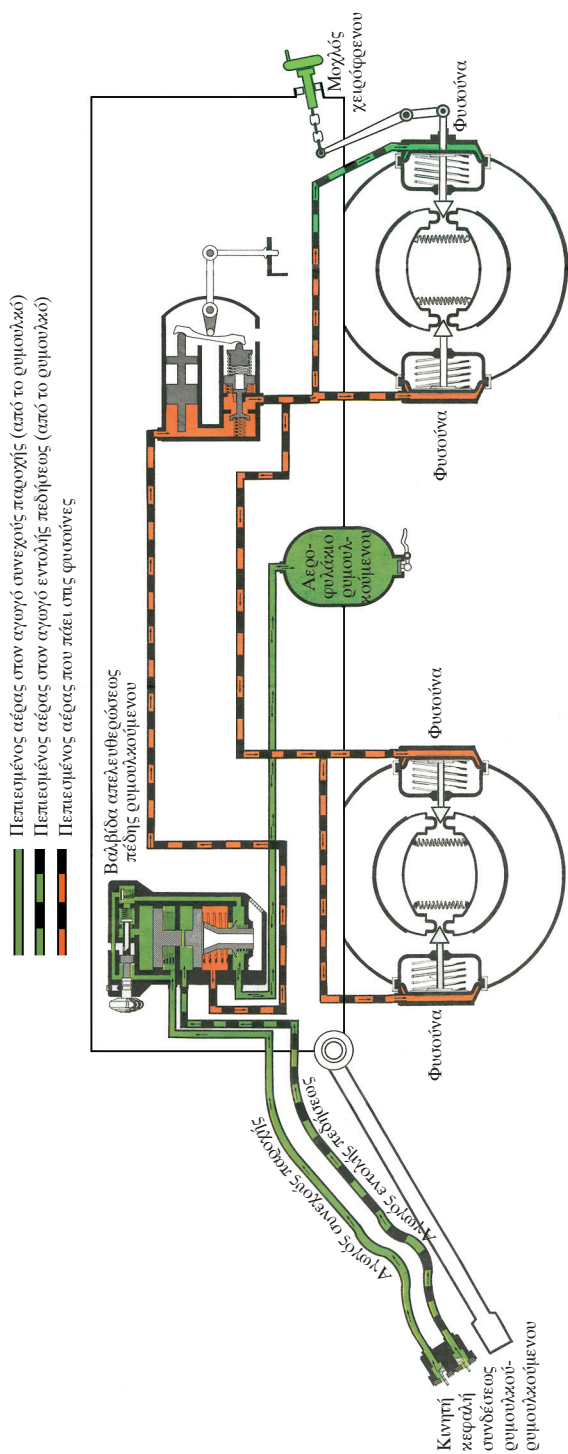 Πεπιεσμένος αέρας στον αγωγό συνεχούς παροχής (από το ρυμουλκό)
Πεπιεσμένος αέρας στον αγωγό εντολής πεδήσεως (από το ρυμουλκό)
Πεπιεσμένος αέρας που πάει στις φυσούνες
Βαλβίδα απελευθερώσεως
πέδης ρυμουλκούμενου
Μοχλός
χειρόφρενου
Αγωγός συνεχούς παροχής
Αγωγός εντολής πεδήσεως
Αερο-
φυλάκιο
ρυμουλ-
κούμενου
Κινητή
κεφαλή
συνδέσεως
ρυμουλκού-
ρυμουλκούμενου
Φυσούνα
Φυσούνα
Φυσούνα
Φυσούνα